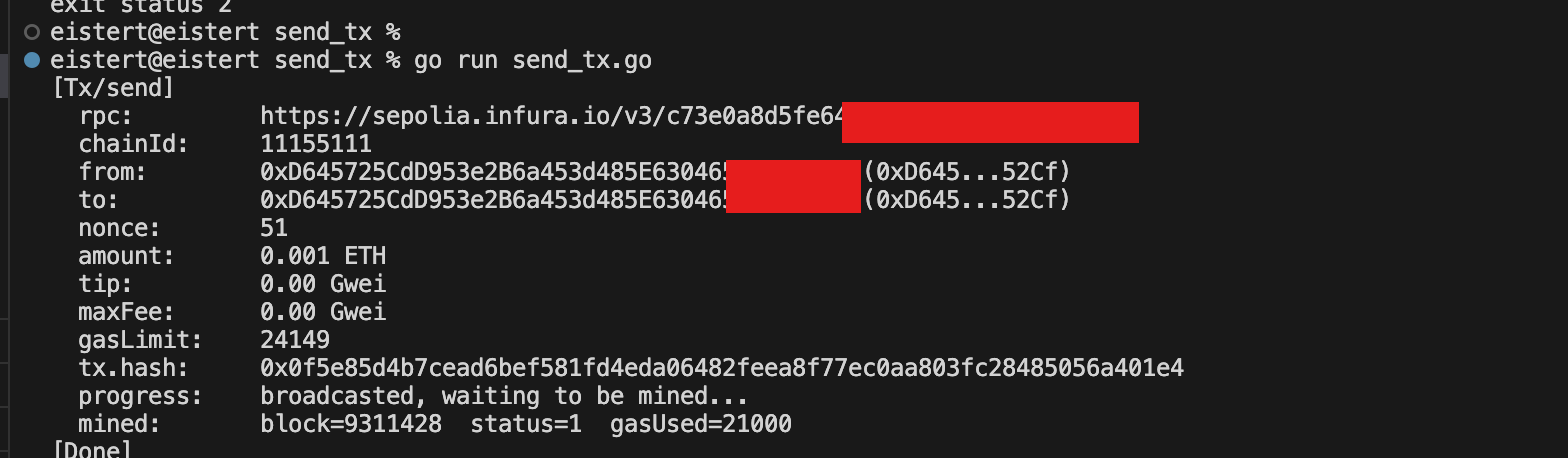 exit status 2
eistert@eistert send_tx %
eistert@eistert send_tx % go run send_tx.go
[Tx/send]
rpc: https://sepolia.infura.io/v3/c73e0a8d5fe64
chainId: 11155111
from: 0xD645725CdD953e2B6a453d485E630465 (0xD645...52Cf)
to: 0xD645725CdD953e2B6a453d485E630465 (0xD645...52Cf)
nonce: 51
amount: 0.001 ETH
tip: 0.00 Gwei
maxFee: 0.00 Gwei
gasLimit: 24149
tx.hash: 0x0f5e85d4b7cead6bef581fd4eda06482feea8f77ec0aa803fc28485056a401e4
progress: broadcasted, waiting to be mined...
mined: block=9311428 status=1 gasUsed=21000
[Done]